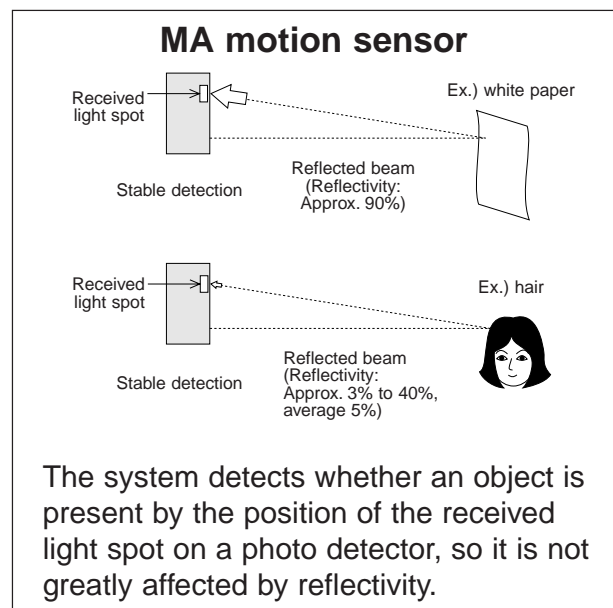 MA motion sensor
Received
light spot
Ex.) white paper
Reflected beam
(Reflectivity:
Approx. 90%)
Stable detection
Received
light spot
Ex.) hair
Reflected beam
(Reflectivity:
Approx. 3% to 40%,
average 5%)
Stable detection
The system detects whether an object is
present by the position of the received
light spot on a photo detector, so it is not
greatly affected by reflectivity.